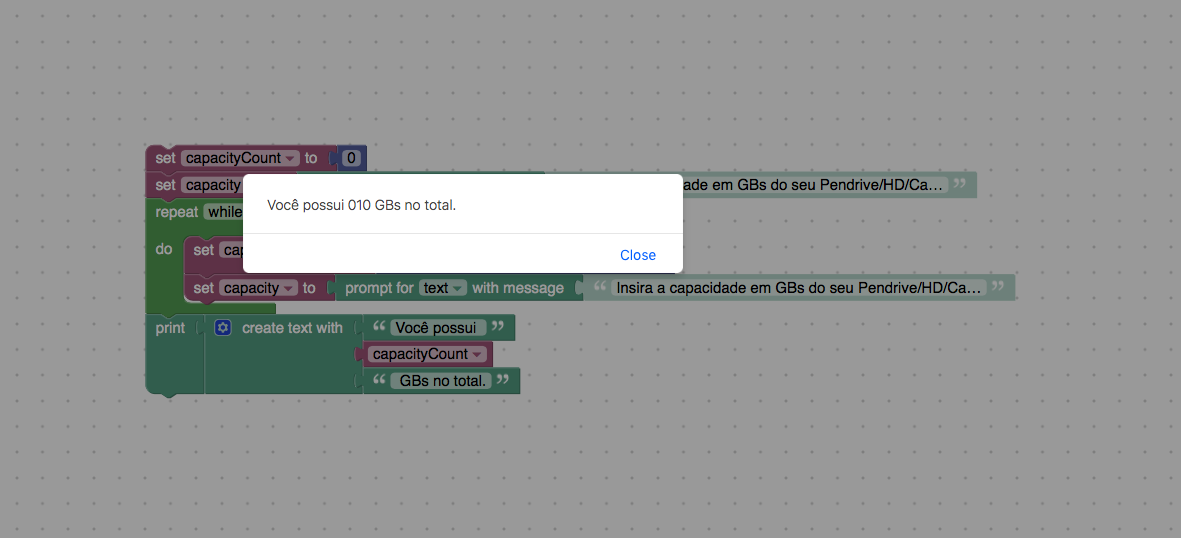 set capacityCount to 0
set capacity ade em GBs do seu Pendrive/HD/Ca... ”
Você possui 010 GBs no total.
repeat while
Close
do set cap
set capacity to prompt for text with message “ Insira a capacidade em GBs do seu Pendrive/HD/Ca... ”
print create text with “ Você possui ”
capacityCount
“ GBs no total. ”